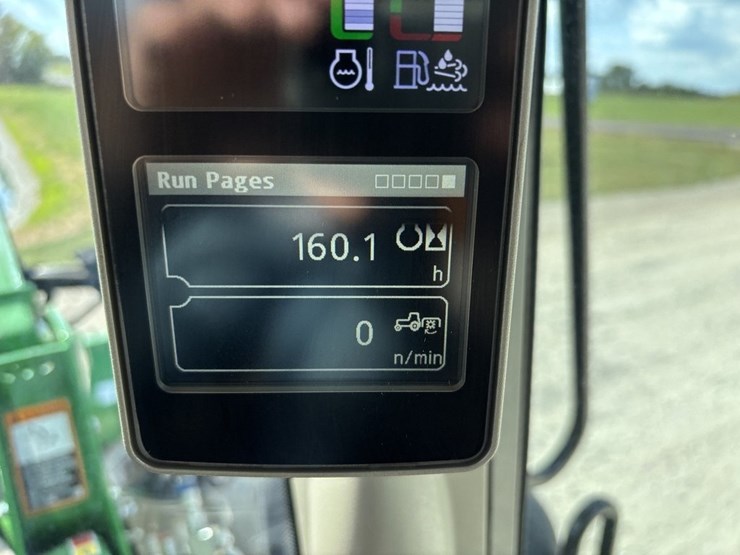 Run Pages
160.1
h
0
n/min